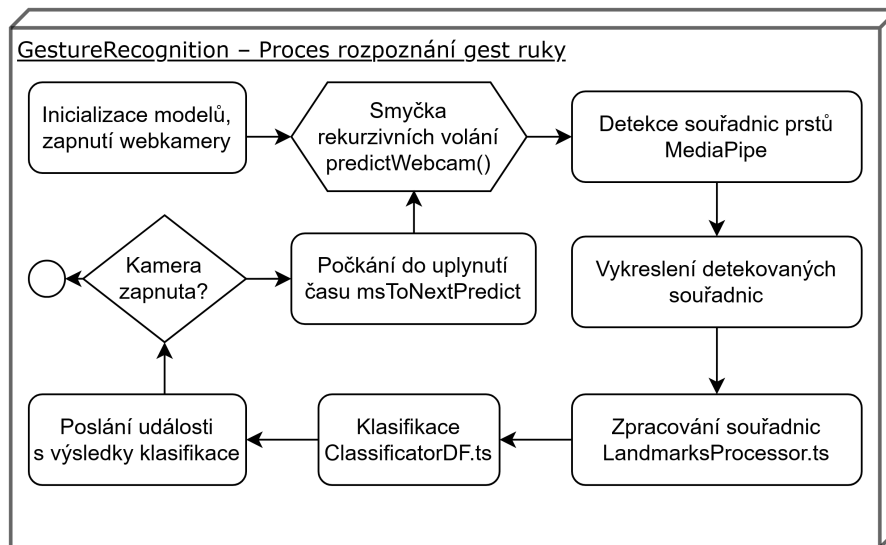 GestureRecognition – Proces rozpoznání gest ruky
Inicializace modelů,
zapnutí webkamery
Smyčka
rekurzivních volání
predictWebcam()
Detekce souřadnic prstů
MediaPipe
Kamera
zapnuta?
Počkání do uplynutí
času msToNextPredict
Vykreslení detekovaných
souřadnic
Poslání události
s výsledky klasifikace
Klasifikace
ClassificatorDF.ts
Zpracování souřadnic
LandmarksProcessor.ts